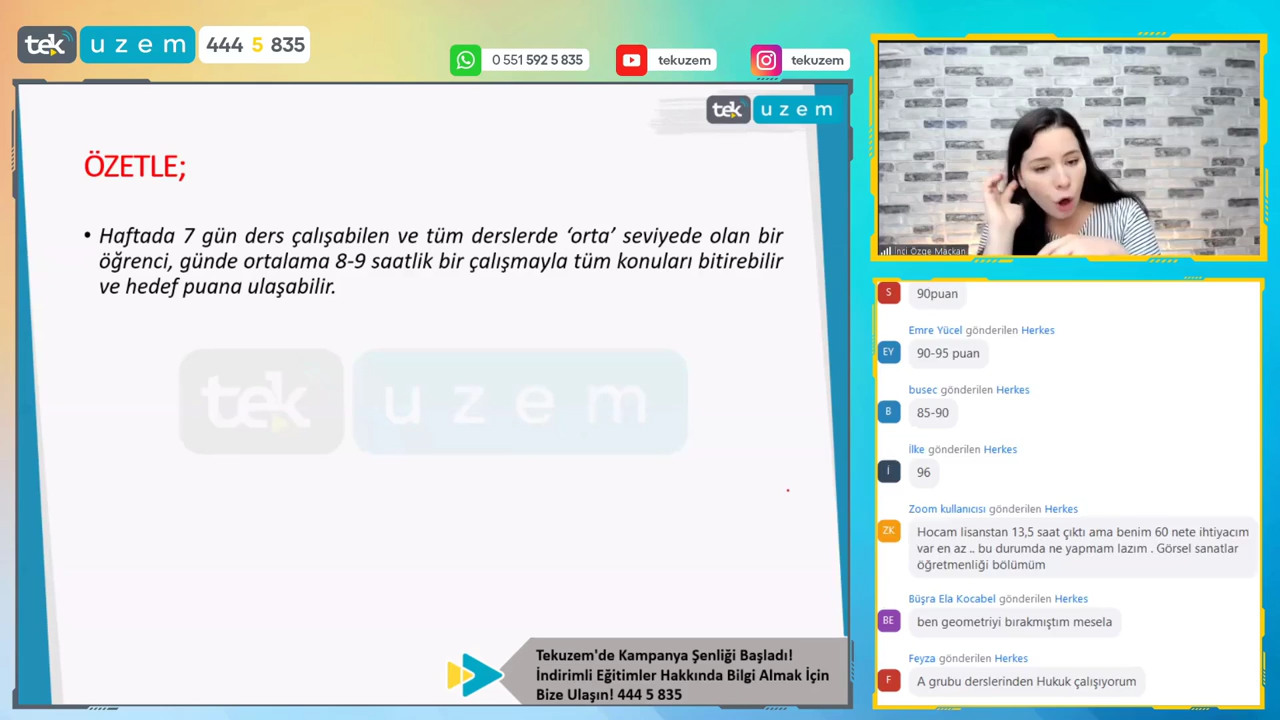 tek uzem 444 5 835
0 551 592 5 835
tekuzem
tekuzem
tek uzem
ÖZETLE;
• Haftada 7 gün ders çalışabilen ve tüm derslerde ‘orta’ seviyede olan bir
öğrenci, günde ortalama 8-9 saatlik bir çalışmayla tüm konuları bitirebilir
ve hedef puana ulaşabilir.
tek uzem
Tekuzem'de Kampanya Şenliği Başladı!
İndirimli Eğitimler Hakkında Bilgi Almak İçin
Bize Ulaşın! 444 5 835
İnci Özge Maçkan
S
90puan
Emre Yücel gönderilen Herkes
EY
90-95 puan
busec gönderilen Herkes
B
85-90
İlke gönderilen Herkes
İ
96
Zoom kullanıcısı gönderilen Herkes
ZK
Hocam lisanstan 13,5 saat çıktı ama benim 60 nete ihtiyacım
var en az .. bu durumda ne yapmam lazım . Görsel sanatlar
öğretmenliği bölümüm
Büşra Ela Kocabel gönderilen Herkes
BE
ben geometriyi bırakmıştım mesela
Feyza gönderilen Herkes
F
A grubu derslerinden Hukuk çalışıyorum